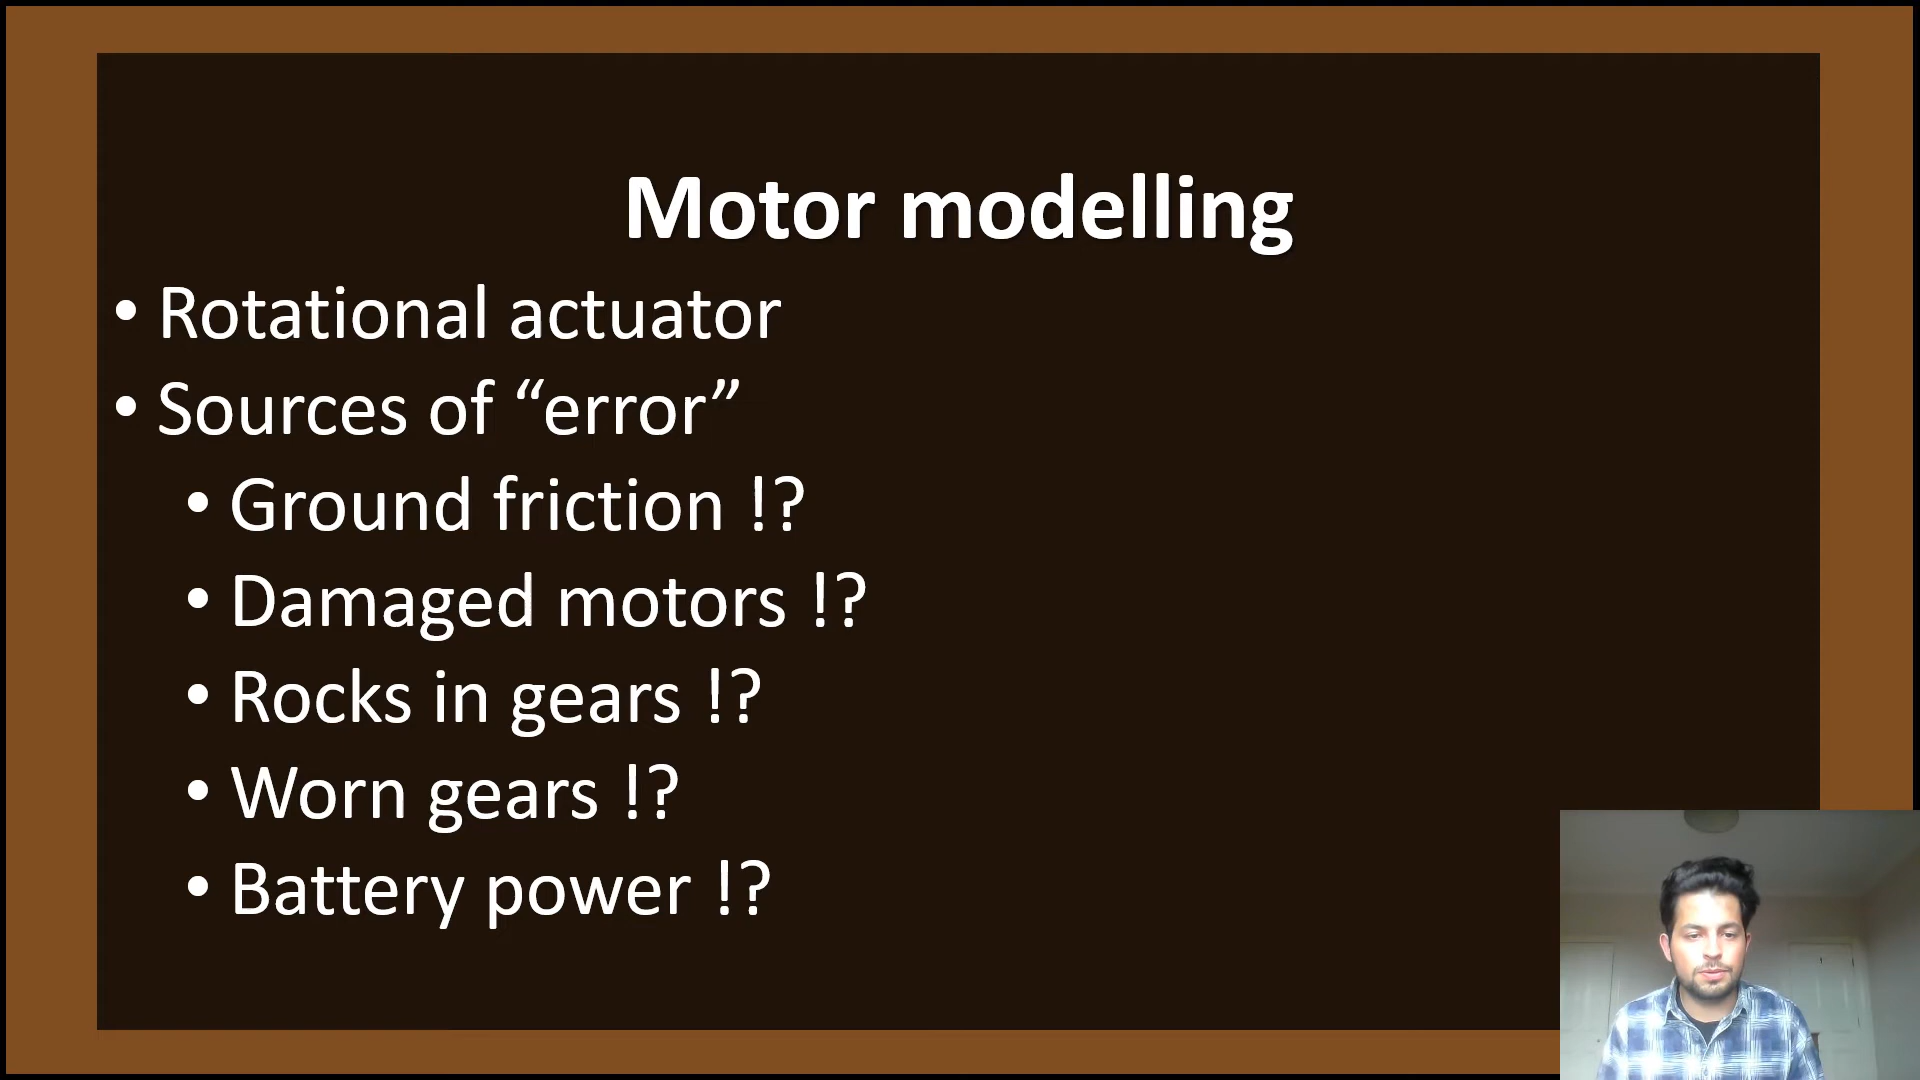 Motor modelling
• Rotational actuator
• Sources of “error”
• Ground friction !?
• Damaged motors !?
• Rocks in gears !?
• Worn gears !?
• Battery power !?